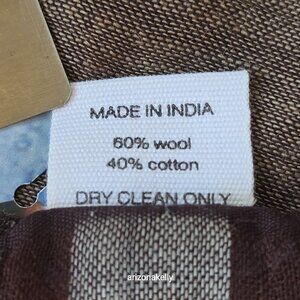 MADE IN INDIA
60% wool
40% cotton
DRY CLEAN ONLY
arizonakelly